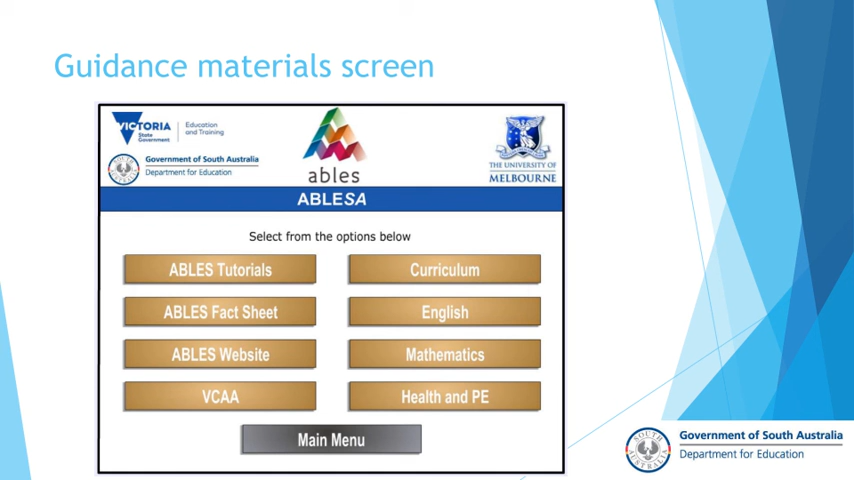 Guidance materials screen
VICTORIA
State
Government
Education
and Training
Government of South Australia
Department for Education
ables
THE UNIVERSITY OF
MELBOURNE
ABLESA
Select from the options below
ABLES Tutorials
Curriculum
ABLES Fact Sheet
English
ABLES Website
Mathematics
VCAA
Health and PE
Main Menu
SOUTH
AUSTRALIA
Government of South Australia
Department for Education